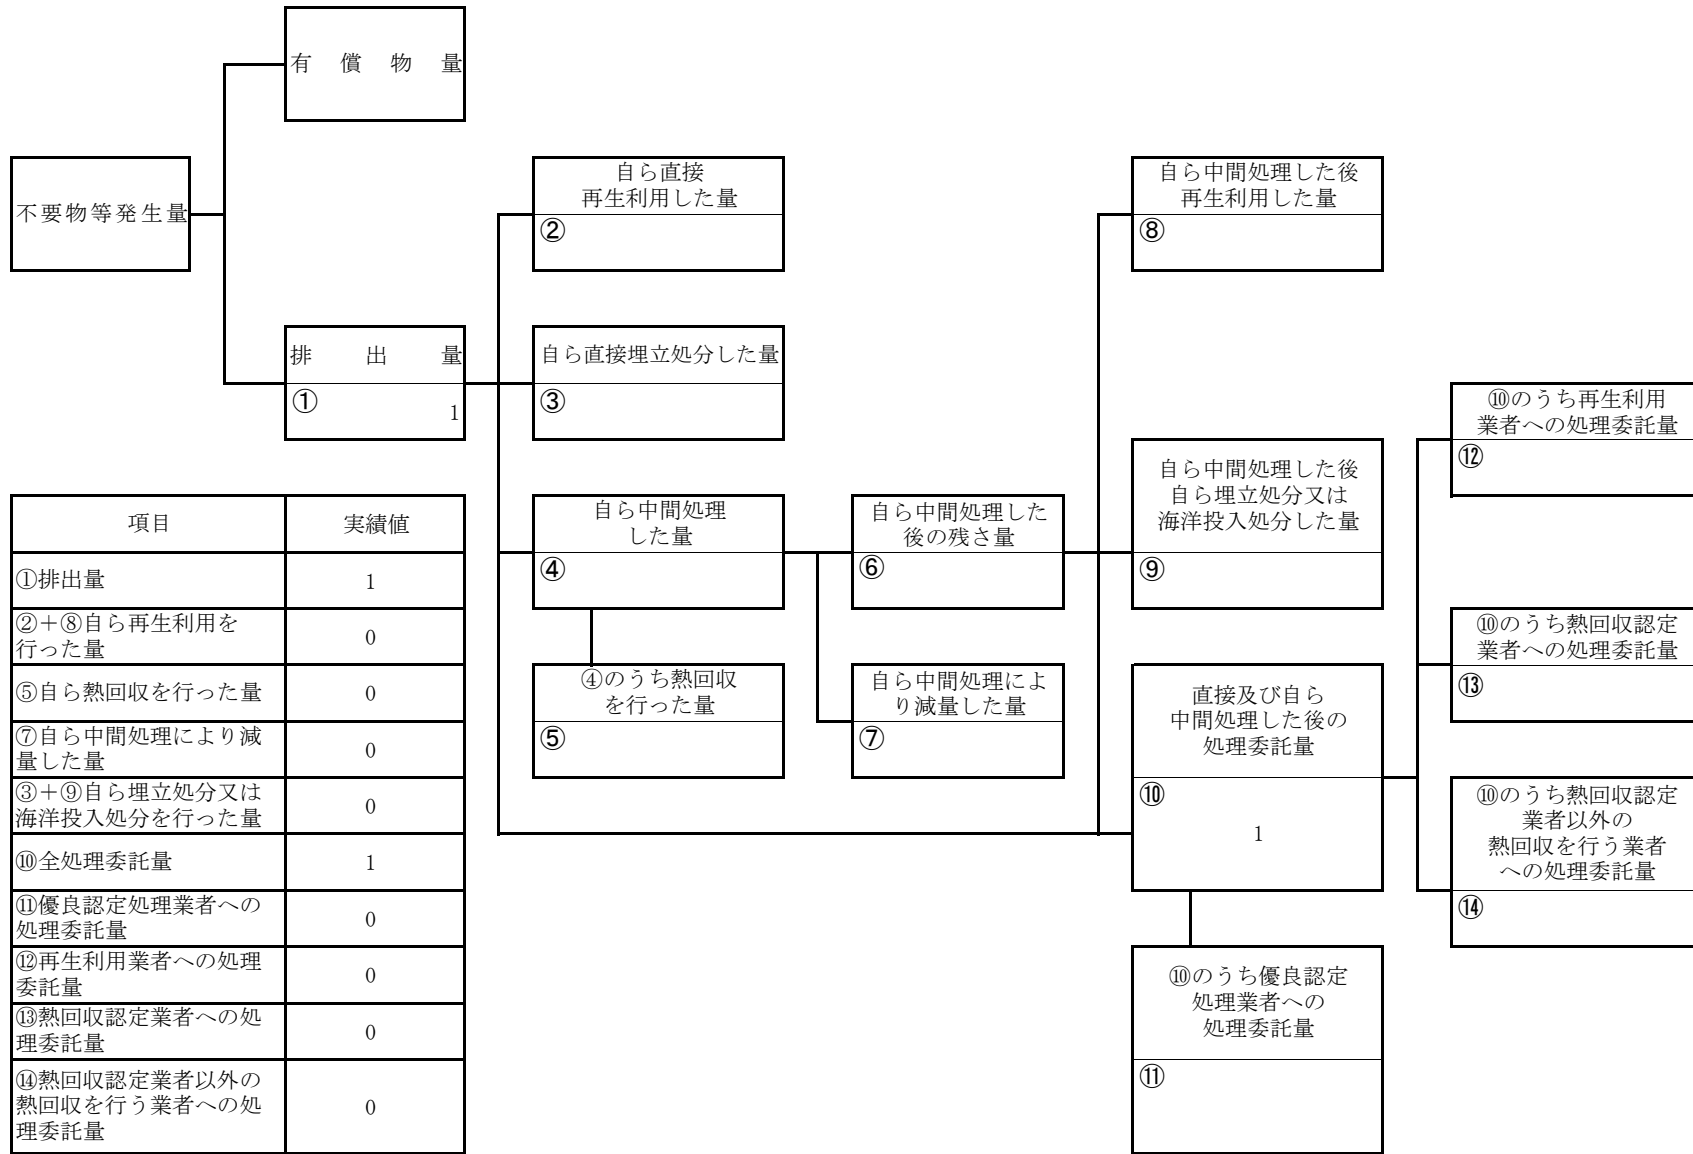 有償物量
不要物等発生量
排出量
①
1
自ら直接
再生利用した量
②
自ら直接埋立処分した量
③
自ら中間処理
した量
④
④のうち熱回収
を行った量
⑤
自ら中間処理した
後の残さ量
⑥
自ら中間処理によ
り減量した量
⑦
自ら中間処理した後
再生利用した量
⑧
自ら中間処理した後
自ら埋立処分又は
海洋投入処分した量
⑨
直接及び自ら
中間処理した後の
処理委託量
⑩
1
⑩のうち優良認定
処理業者への
処理委託量
⑪
⑩のうち再生利用
業者への処理委託量
⑫
⑩のうち熱回収認定
業者への処理委託量
⑬
⑩のうち熱回収認定
業者以外の
熱回収を行う業者
への処理委託量
⑭
項目 実績値
①排出量 1
②＋⑧自ら再生利用を
行った量 0
⑤自ら熱回収を行った量 0
⑦自ら中間処理により減
量した量 0
③＋⑨自ら埋立処分又は
海洋投入処分を行った量 0
⑩全処理委託量 1
⑪優良認定処理業者への
処理委託量 0
⑫再生利用業者への処理
委託量 0
⑬熱回収認定業者への処
理委託量 0
⑭熱回収認定業者以外の
熱回収を行う業者への処
理委託量 0